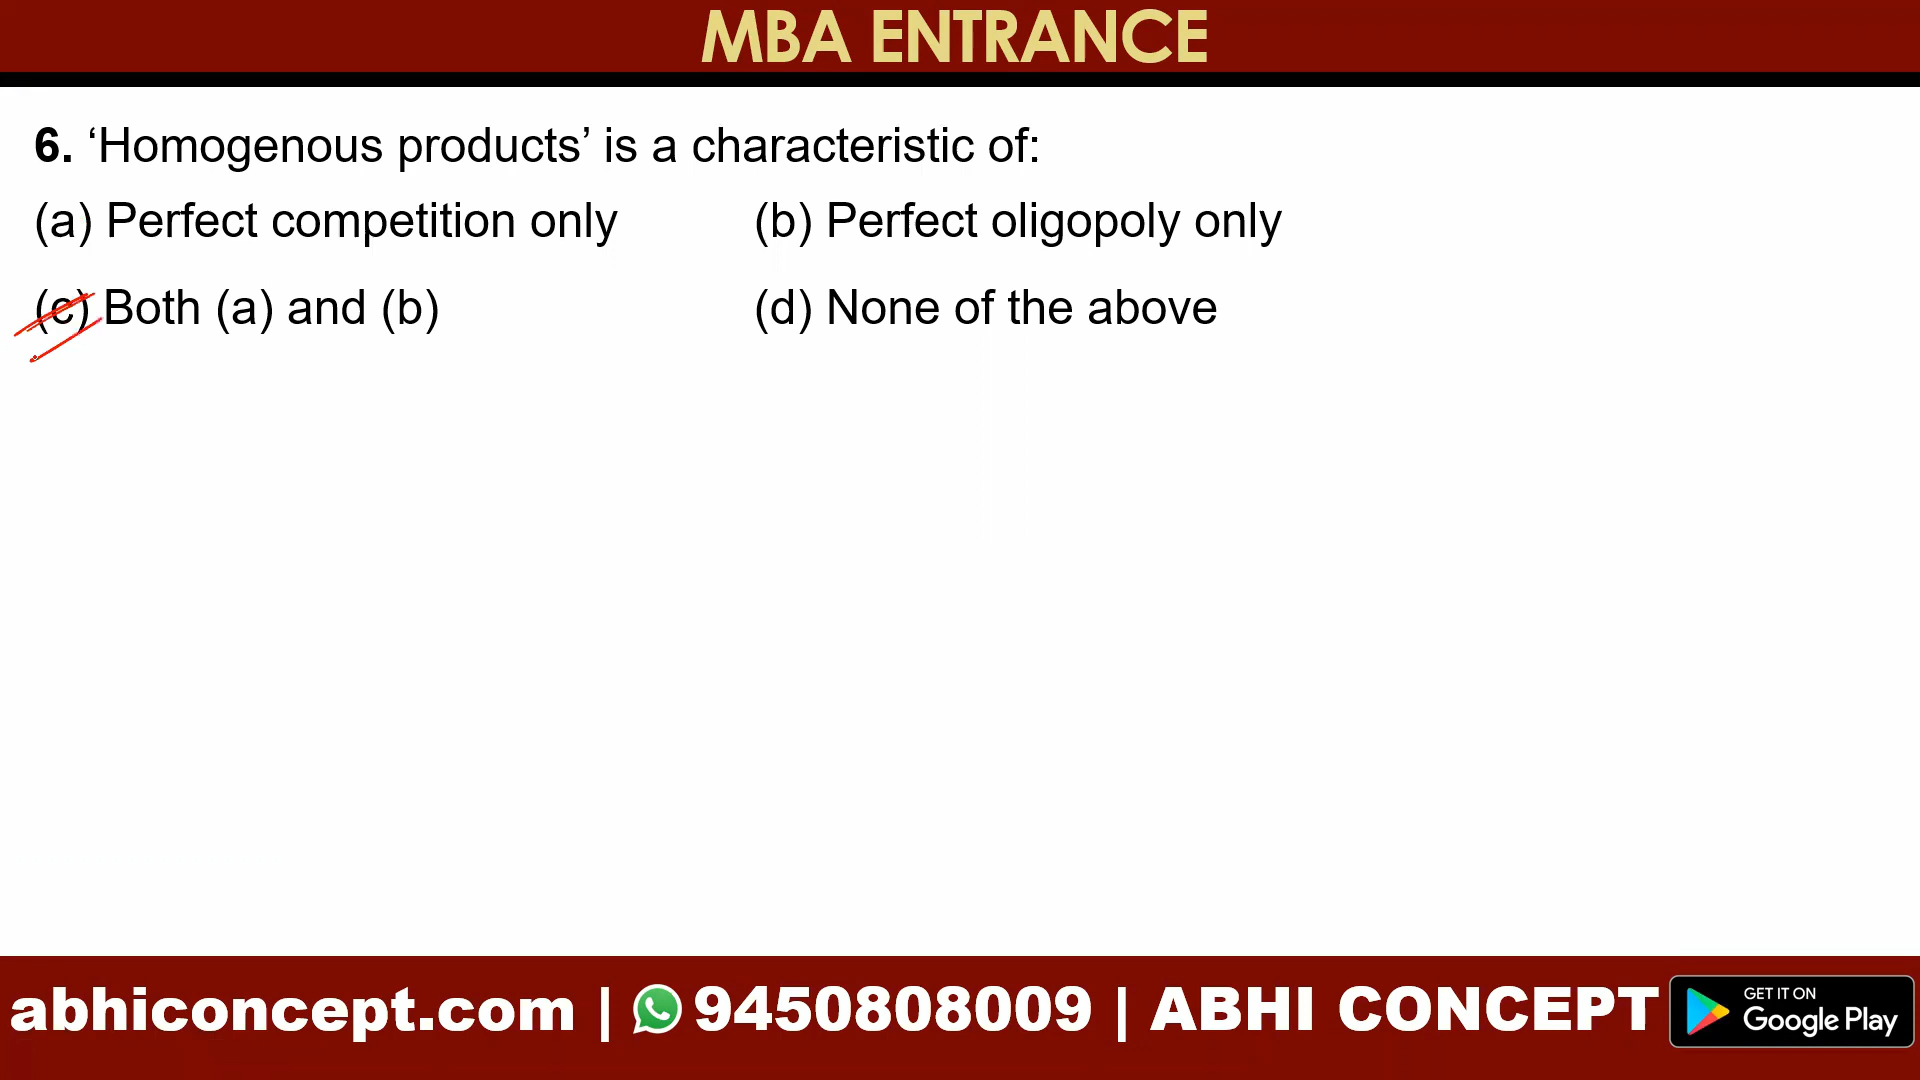 MBA ENTRANCE
6. ‘Homogenous products’ is a characteristic of:
(a) Perfect competition only (b) Perfect oligopoly only
(c) Both (a) and (b) (d) None of the above
abhiconcept.com | 9450808009 | ABHI CONCEPT GET IT ON Google Play